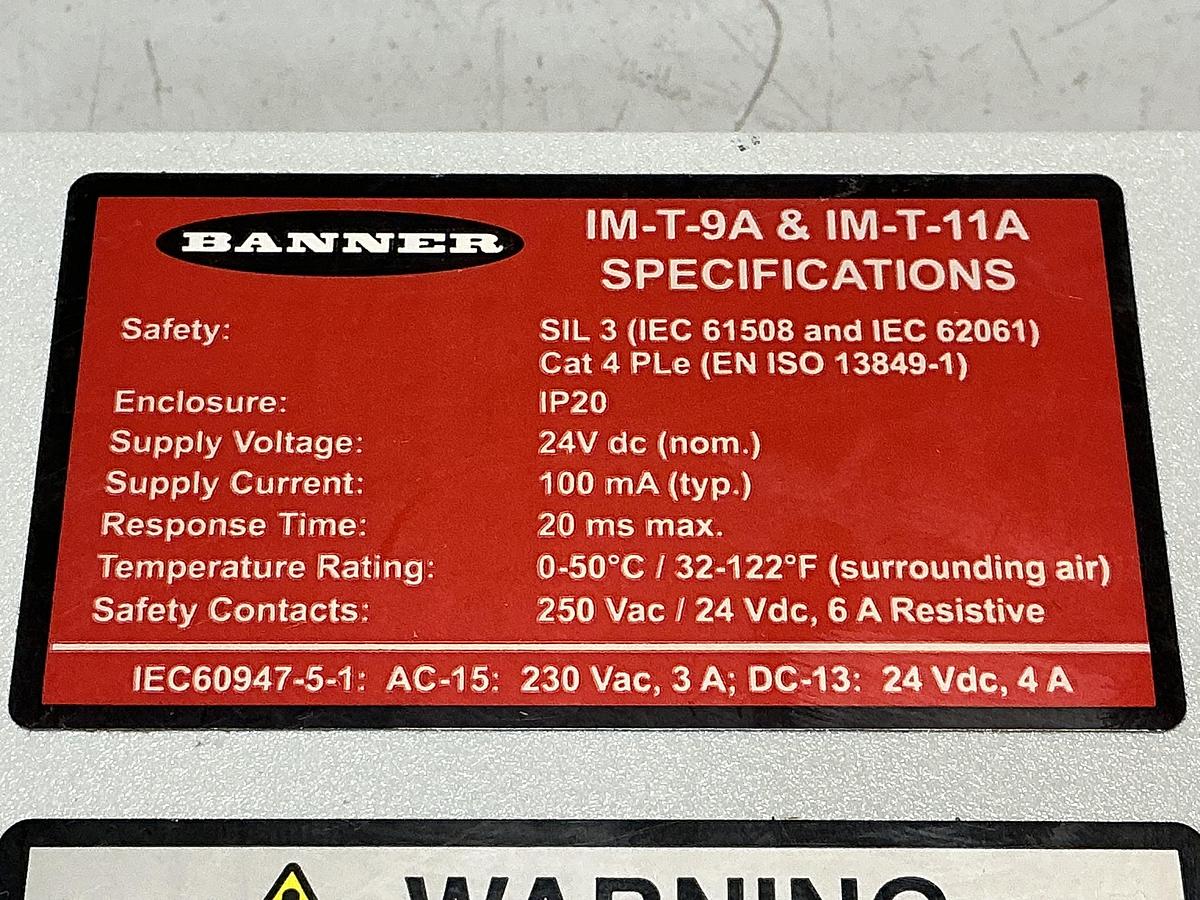 BANNER
IM-T-9A & IM-T-11A
SPECIFICATIONS
Safety: SIL 3 (IEC 61508 and IEC 62061)
Cat 4 PLe (EN ISO 13849-1)
Enclosure: IP20
Supply Voltage: 24V dc (nom.)
Supply Current: 100 mA (typ.)
Response Time: 20 ms max.
Temperature Rating: 0-50°C / 32-122°F (surrounding air)
Safety Contacts: 250 Vac / 24 Vdc, 6 A Resistive
IEC60947-5-1: AC-15: 230 Vac, 3 A; DC-13: 24 Vdc, 4 A
WARNING